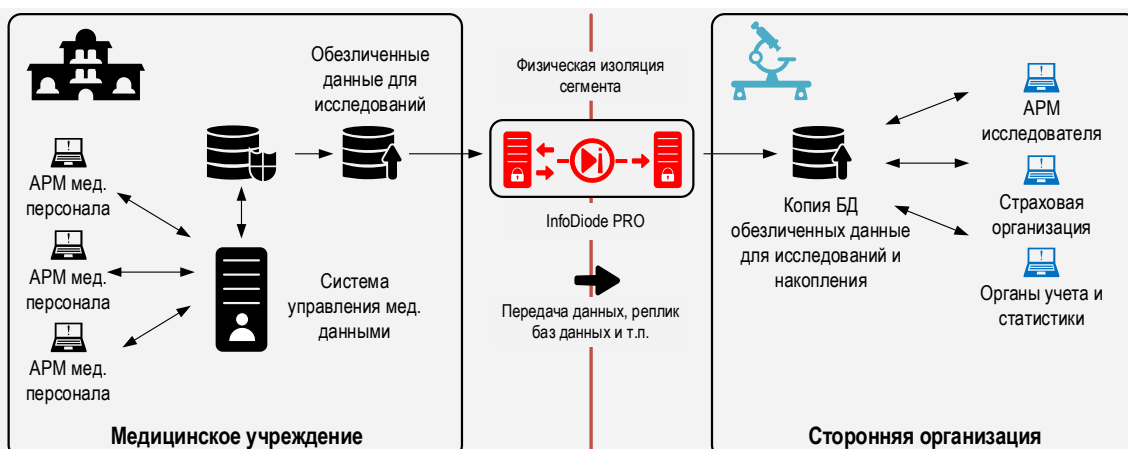 Обезличенные
данные для
исследований
АРМ мед.
персонала
АРМ мед.
персонала
АРМ мед.
персонала
Система
управления мед.
данными
Медицинское учреждение
Физическая изоляция
сегмента
InfoDiode PRO
Передача данных, реплик
баз данных и т.п.
Копия БД
обезличенных данные
для исследований и
накопления
АРМ
исследователя
Страховая
организация
Органы учета и
статистики
Сторонняя организация